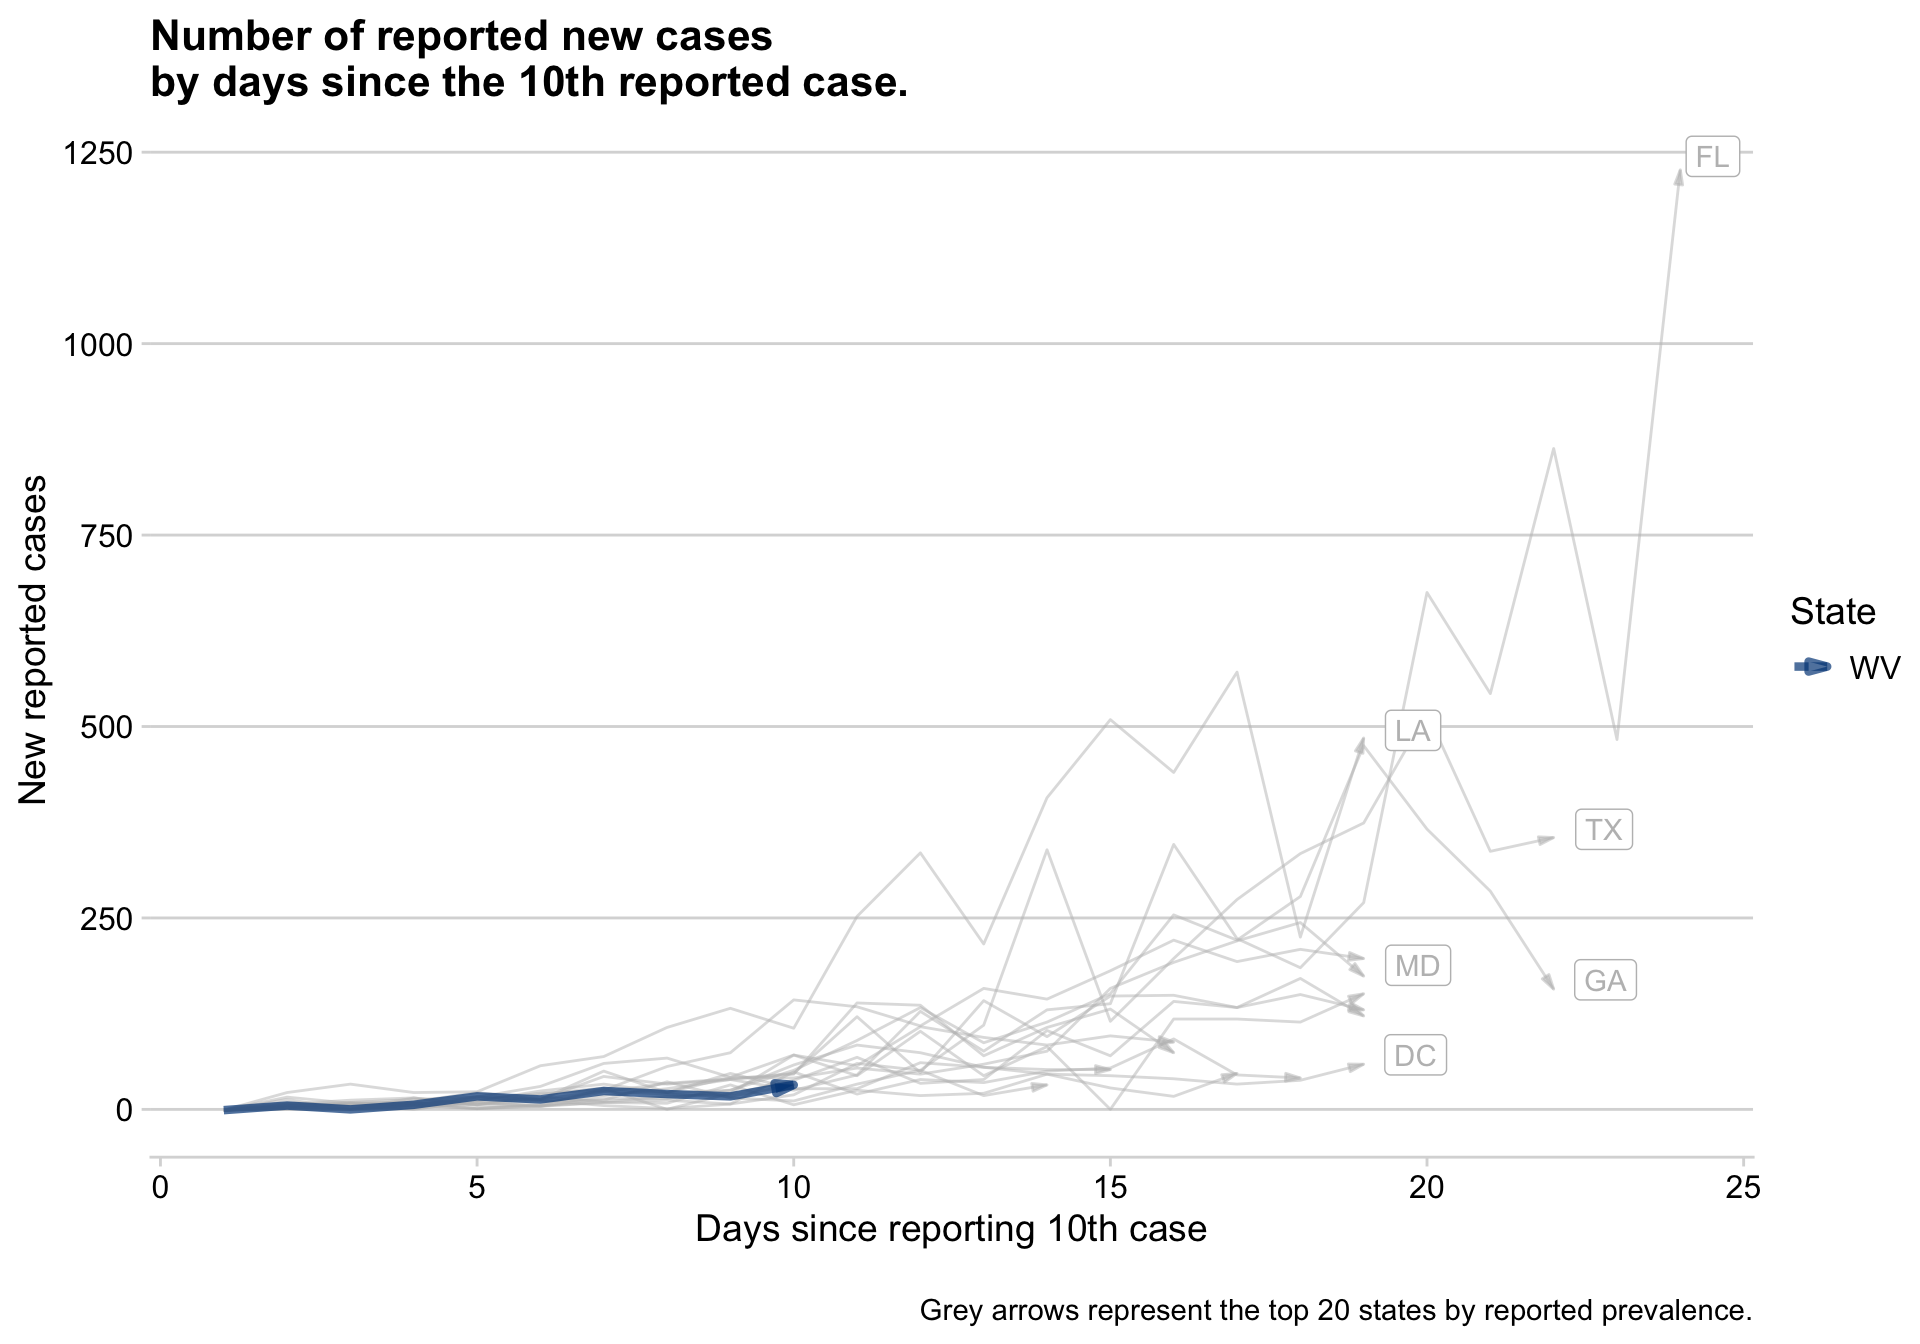 Number of reported new cases
by days since the 10th reported case.
1250
1000
750
500
250
0
New reported cases
FL
LA
TX
MD
GA
DC
State
WV
0 5 10 15 20 25
Days since reporting 10th case
Grey arrows represent the top 20 states by reported prevalence.